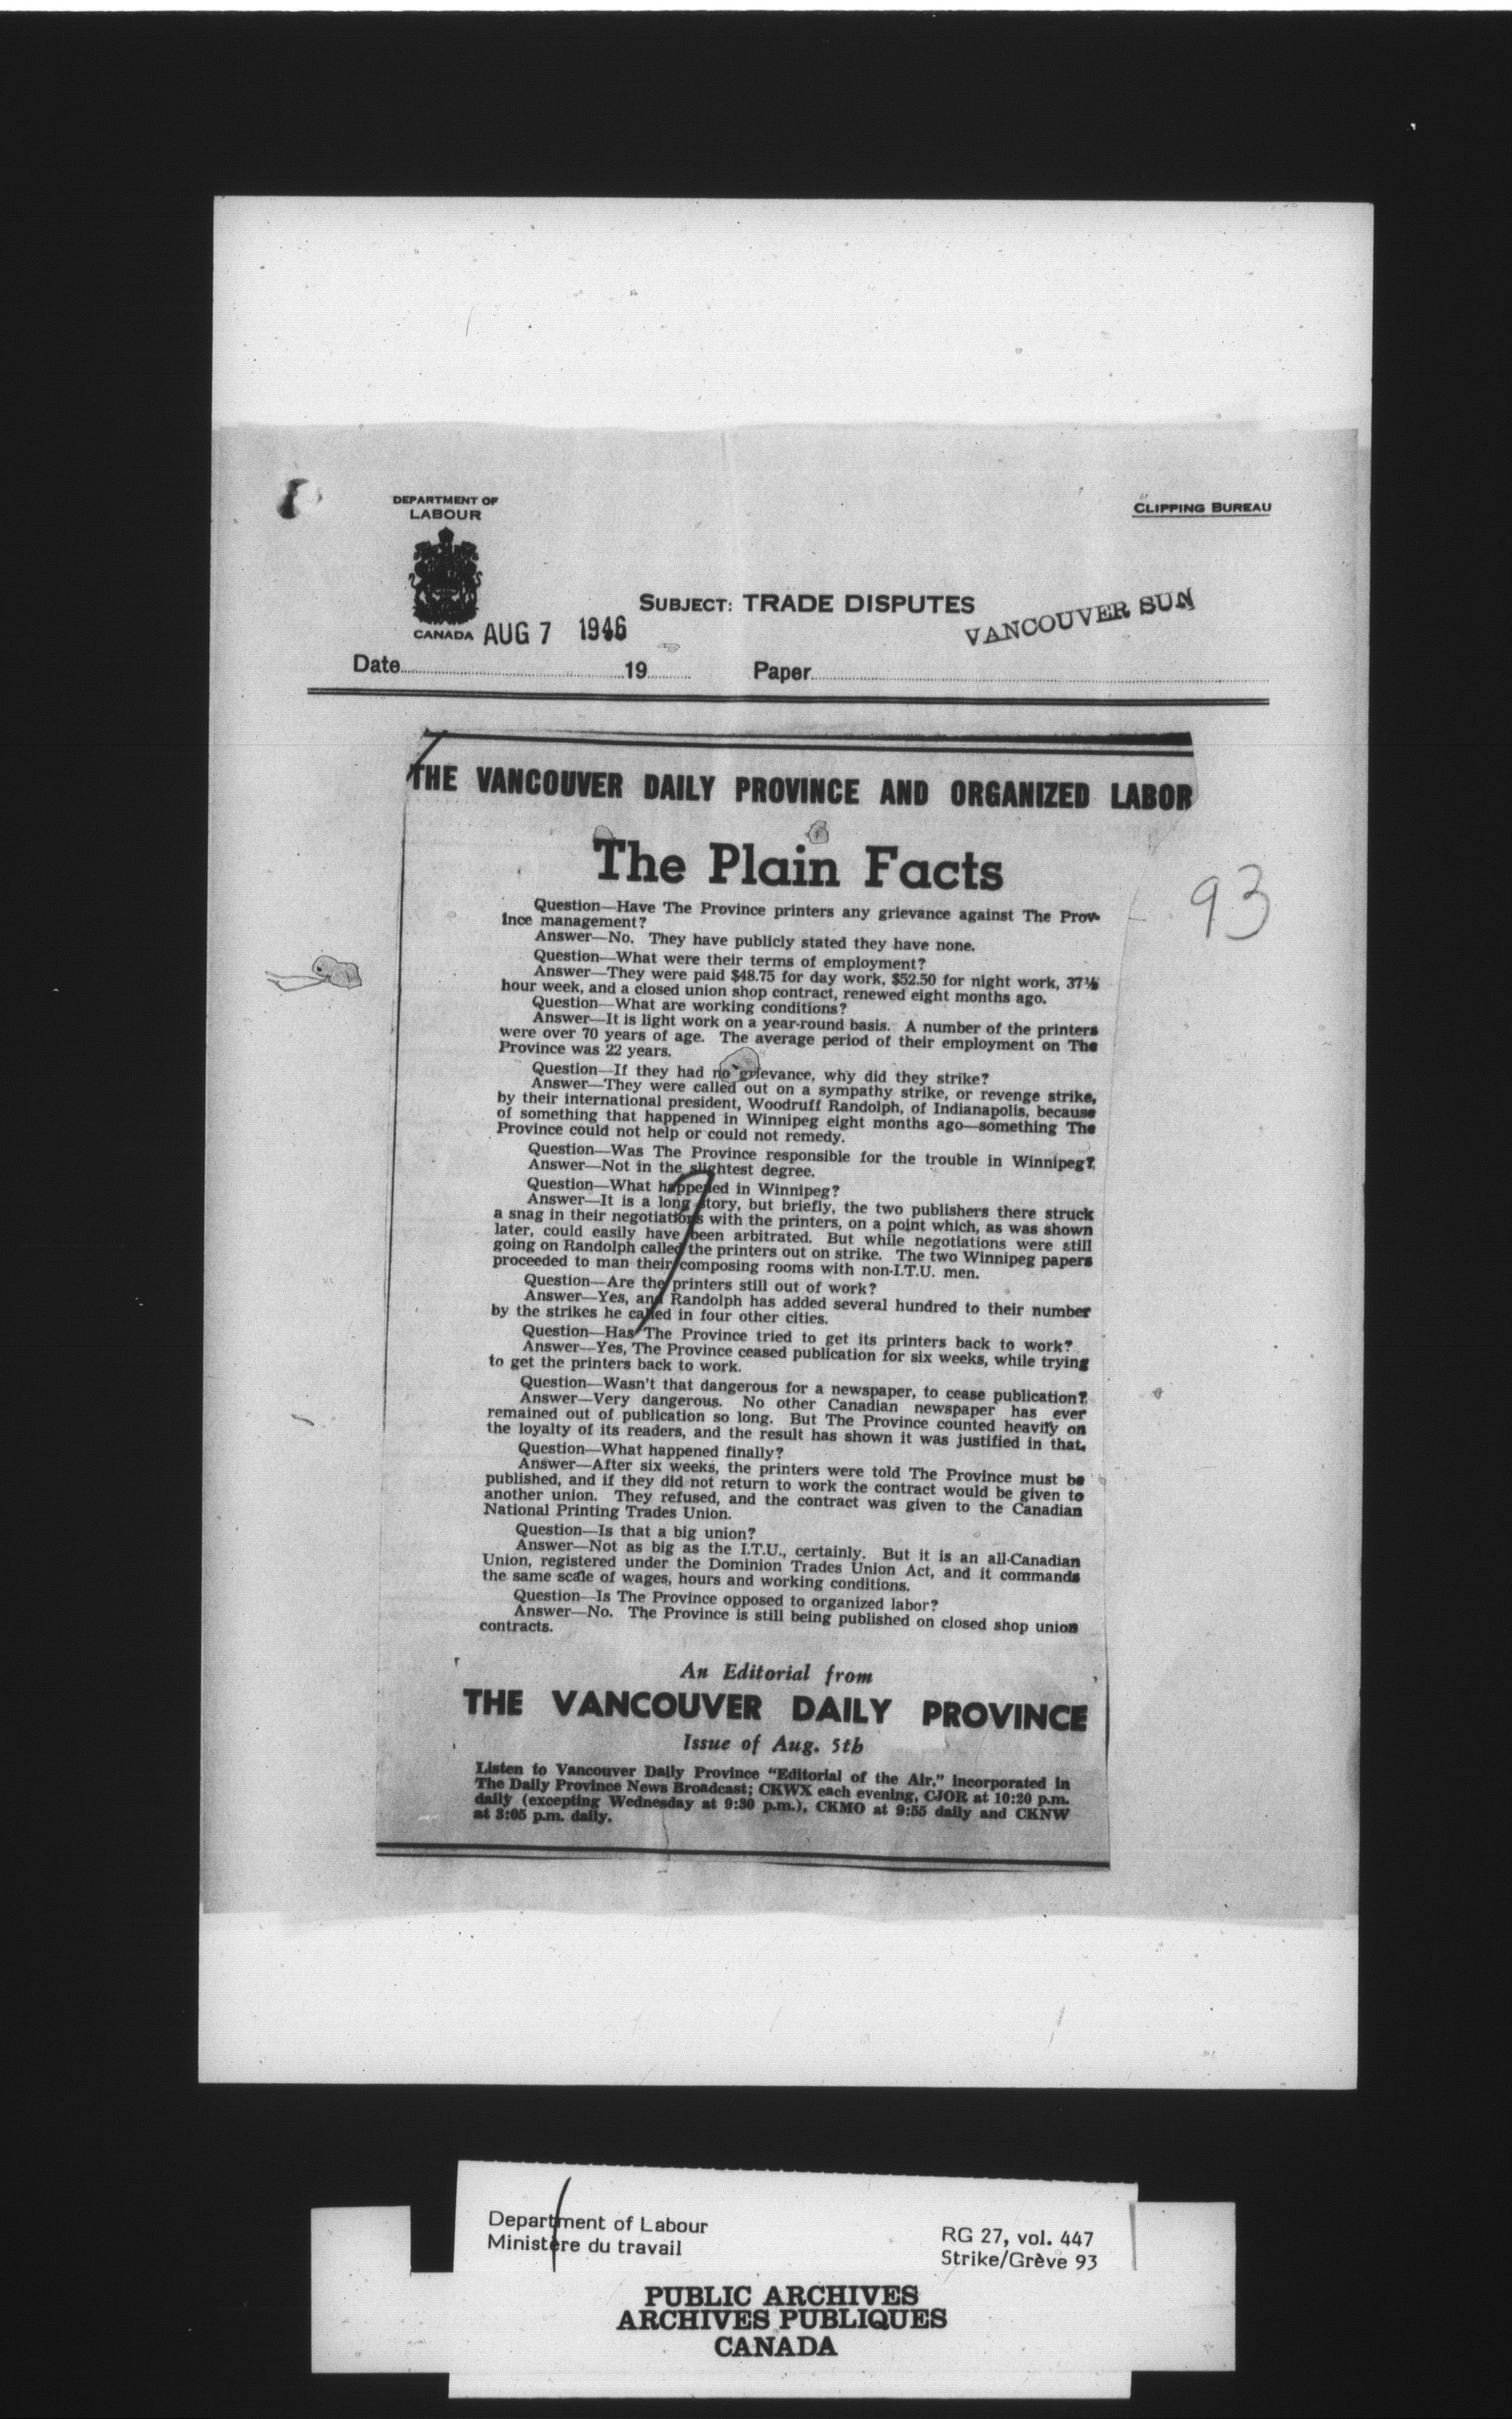 DEPARTMENT OF
LABOUR
CANADA
CLIPPING BUREAU
SUBJECT: TRADE DISPUTES
VANCOUVER SUN
AUG 7 1946
Date 19 Paper
THE VANCOUVER DAILY PROVINCE AND ORGANIZED LABOR
The Plain Facts
93
Question—Have The Province printers any grievance against The Prov-
ince management?
Answer—No. They have publicly stated they have none.
Question—What were their terms of employment?
Answer—They were paid $48.75 for day work, $52.50 for night work, 37½
hour week, and a closed union shop contract, renewed eight months ago.
Question—What are working conditions?
Answer—It is light work on a year-round basis. A number of the printers
were over 70 years of age. The average period of their employment on The
Province was 22 years.
Question—If they had no grievance, why did they strike?
Answer—They were called out on a sympathy strike, or revenge strike,
by their international president, Woodruff Randolph, of Indianapolis, because
of something that happened in Winnipeg eight months ago—something The
Province could not help or could not remedy.
Question—Was The Province responsible for the trouble in Winnipeg?
Answer—Not in the slightest degree.
Question—What happened in Winnipeg?
Answer—It is a long story, but briefly, the two publishers there struck
a snag in their negotiations with the printers, on a point which, as was shown
later, could easily have been arbitrated. But while negotiations were still
going on Randolph called the printers out on strike. The two Winnipeg papers
proceeded to man their composing rooms with non-I.T.U. men.
Question—Are the printers still out of work?
Answer—Yes, and Randolph has added several hundred to their number
by the strikes he called in four other cities.
Question—Has The Province tried to get its printers back to work?
Answer—Yes, The Province ceased publication for six weeks, while trying
to get the printers back to work.
Question—Wasn't that dangerous for a newspaper, to cease publication?
Answer—Very dangerous. No other Canadian newspaper has ever
remained out of publication so long. But The Province counted heavily on
the loyalty of its readers, and the result has shown it was justified in that.
Question—What happened finally?
Answer—After six weeks, the printers were told The Province must be
published, and if they did not return to work the contract would be given to
another union. They refused, and the contract was given to the Canadian
National Printing Trades Union.
Question—Is that a big union?
Answer—Not as big as the I.T.U., certainly. But it is an all-Canadian
Union, registered under the Dominion Trades Union Act, and it commands
the same scale of wages, hours and working conditions.
Question—Is The Province opposed to organized labor?
Answer—No. The Province is still being published on closed shop union
contracts.
An Editorial from
THE VANCOUVER DAILY PROVINCE
Issue of Aug. 5th
Listen to Vancouver Daily Province "Editorial of the Air," incorporated in
The Daily Province News Broadcast; CKWX each evening, CJOR at 10:20 p.m.
daily (excepting Wednesday at 9:30 p.m.), CKMO at 9:55 daily and CKNW
at 3:05 p.m. daily.
Department of Labour
Ministère du travail
RG 27, vol. 447
Strike/Grève 93
PUBLIC ARCHIVES
ARCHIVES PUBLIQUES
CANADA